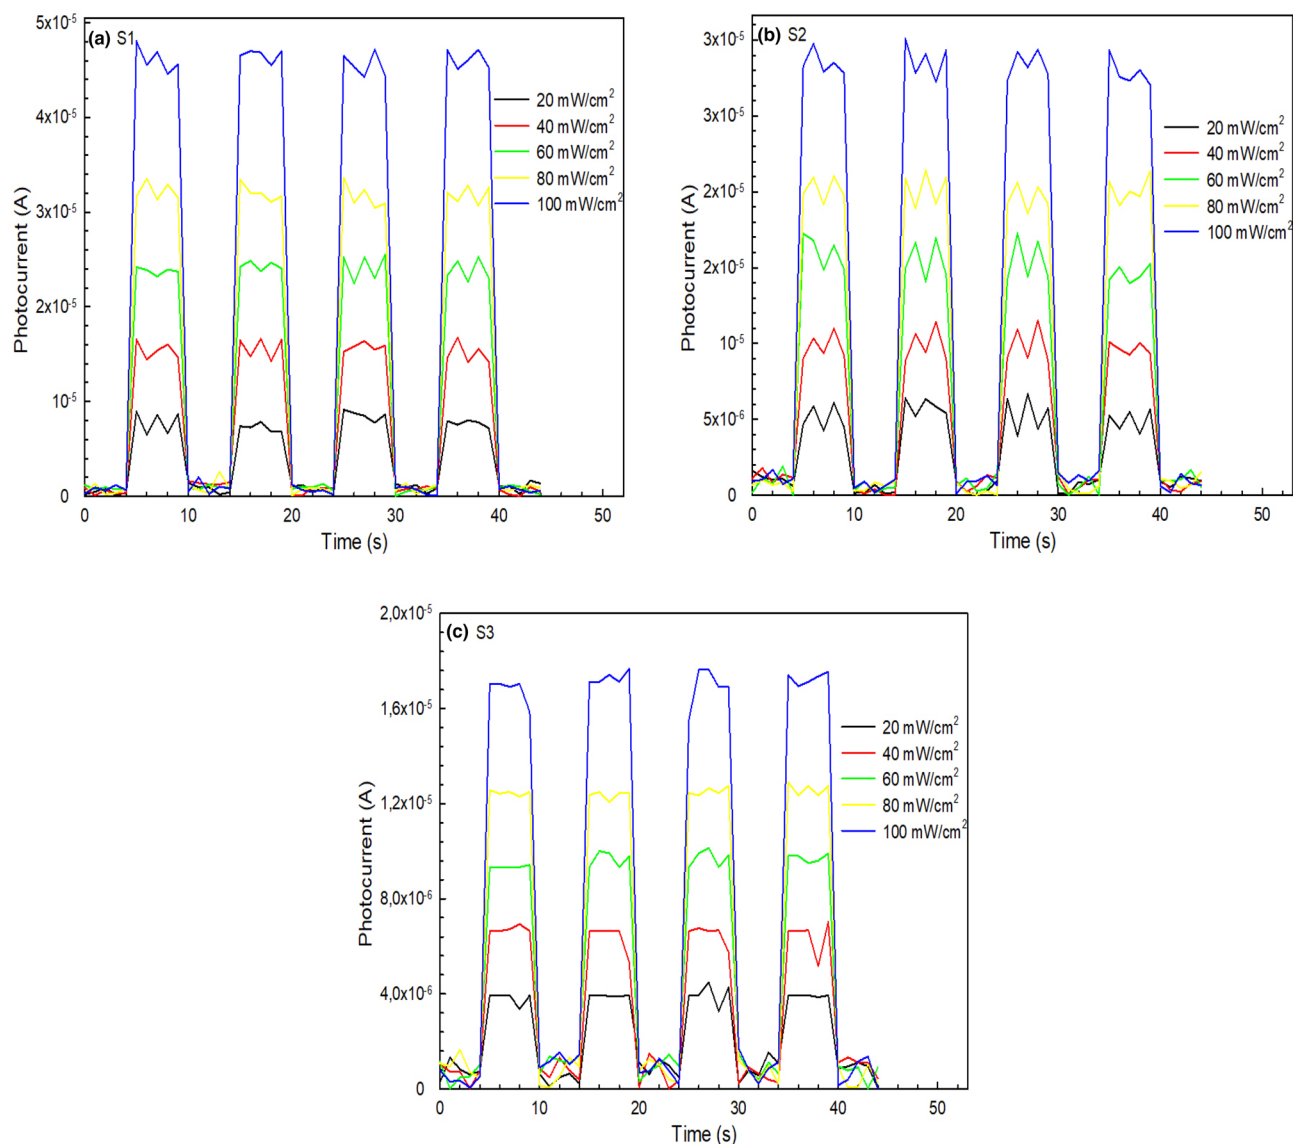 (a) S1
5x10⁻⁵
4x10⁻⁵
3x10⁻⁵
2x10⁻⁵
10⁻⁵
0
Photocurrent (A)
20 mW/cm²
40 mW/cm²
60 mW/cm²
80 mW/cm²
100 mW/cm²
0 10 20 30 40 50
Time (s)
(b) S2
3x10⁻⁵
3x10⁻⁵
2x10⁻⁵
2x10⁻⁵
10⁻⁵
5x10⁻⁶
0
Photocurrent (A)
20 mW/cm²
40 mW/cm²
60 mW/cm²
80 mW/cm²
100 mW/cm²
0 10 20 30 40 50
Time (s)
(c) S3
2,0x10⁻⁵
1,6x10⁻⁵
1,2x10⁻⁵
8,0x10⁻⁶
4,0x10⁻⁶
0
Photocurrent (A)
20 mW/cm²
40 mW/cm²
60 mW/cm²
80 mW/cm²
100 mW/cm²
0 10 20 30 40 50
Time (s)